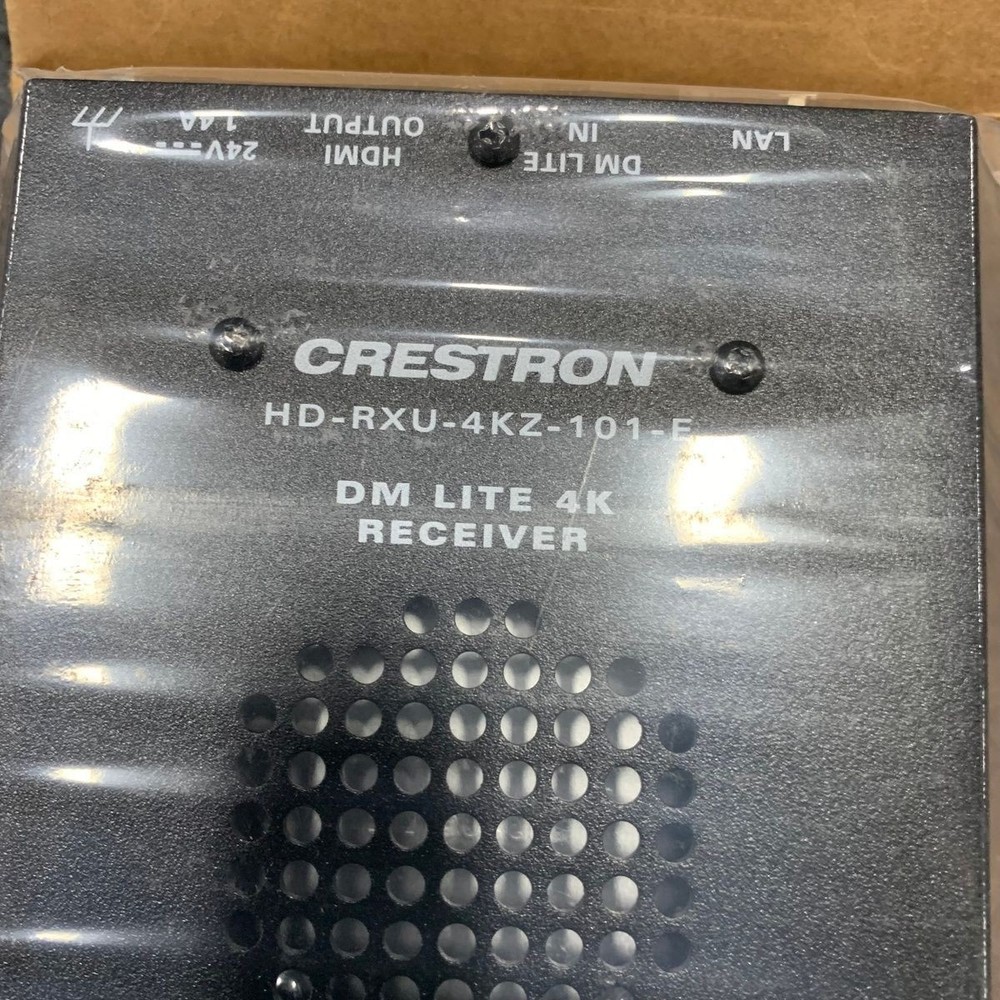 LAN
DM LITE
IN
HDMI
OUTPUT
24V
1.4A
CRESTRON
HD-RXU-4KZ-101-E
DM LITE 4K
RECEIVER